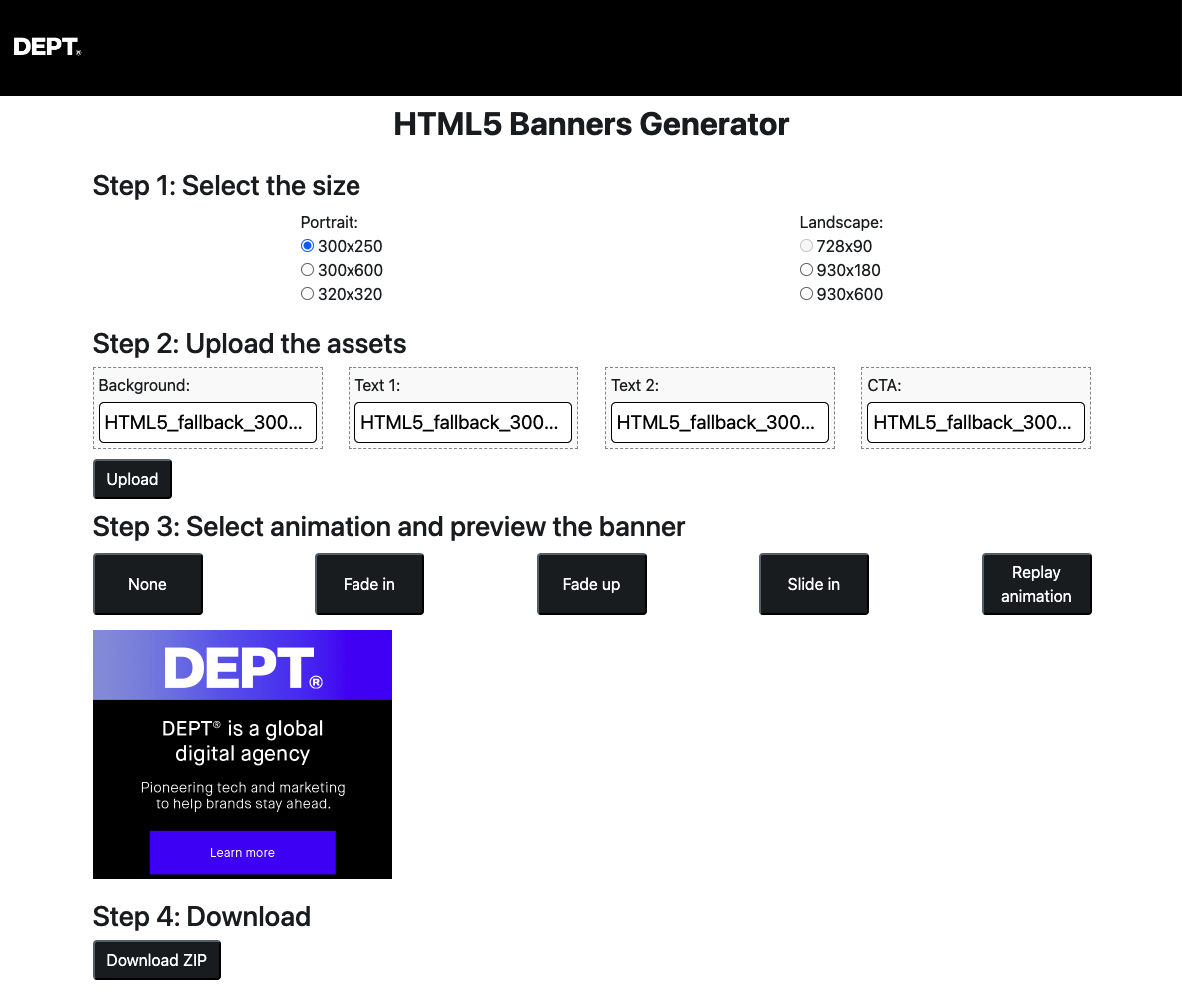 DEPT®
HTML5 Banners Generator
Step 1: Select the size
Portrait:
300x250
300x600
320x320
Landscape:
728x90
930x180
930x600
Step 2: Upload the assets
Background:
HTML5_fallback_300...
Text 1:
HTML5_fallback_300...
Text 2:
HTML5_fallback_300...
CTA:
HTML5_fallback_300...
Upload
Step 3: Select animation and preview the banner
None
Fade in
Fade up
Slide in
Replay
animation
DEPT®
DEPT® is a global
digital agency
Pioneering tech and marketing
to help brands stay ahead.
Learn more
Step 4: Download
Download ZIP